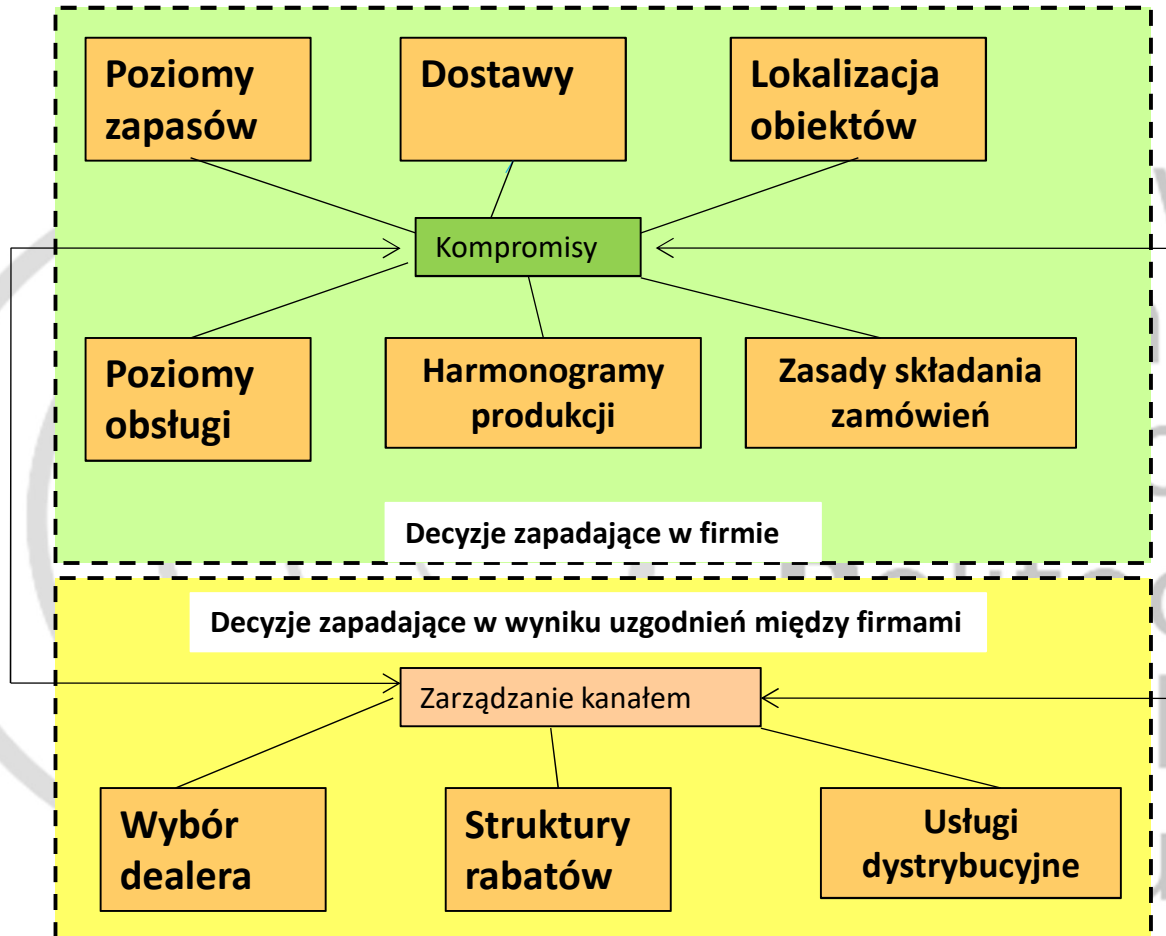 Poziomy
zapasów
Dostawy
Lokalizacja
obiektów
Kompromisy
Poziomy
obsługi
Harmonogramy
produkcji
Zasady składania
zamówień
Decyzje zapadające w firmie
Decyzje zapadające w wyniku uzgodnień między firmami
Zarządzanie kanałem
Wybór
dealera
Struktury
rabatów
Usługi
dystrybucyjne